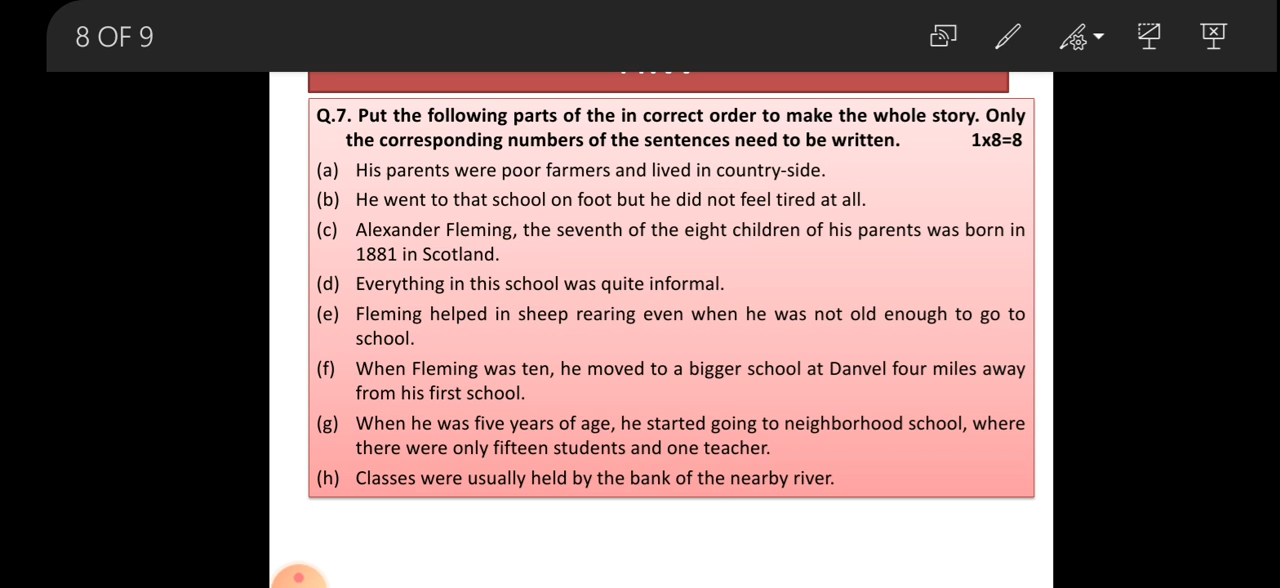 8 OF 9
Q.7. Put the following parts of the in correct order to make the whole story. Only
the corresponding numbers of the sentences need to be written. 1x8=8
(a) His parents were poor farmers and lived in country-side.
(b) He went to that school on foot but he did not feel tired at all.
(c) Alexander Fleming, the seventh of the eight children of his parents was born in
1881 in Scotland.
(d) Everything in this school was quite informal.
(e) Fleming helped in sheep rearing even when he was not old enough to go to
school.
(f) When Fleming was ten, he moved to a bigger school at Danvel four miles away
from his first school.
(g) When he was five years of age, he started going to neighborhood school, where
there were only fifteen students and one teacher.
(h) Classes were usually held by the bank of the nearby river.